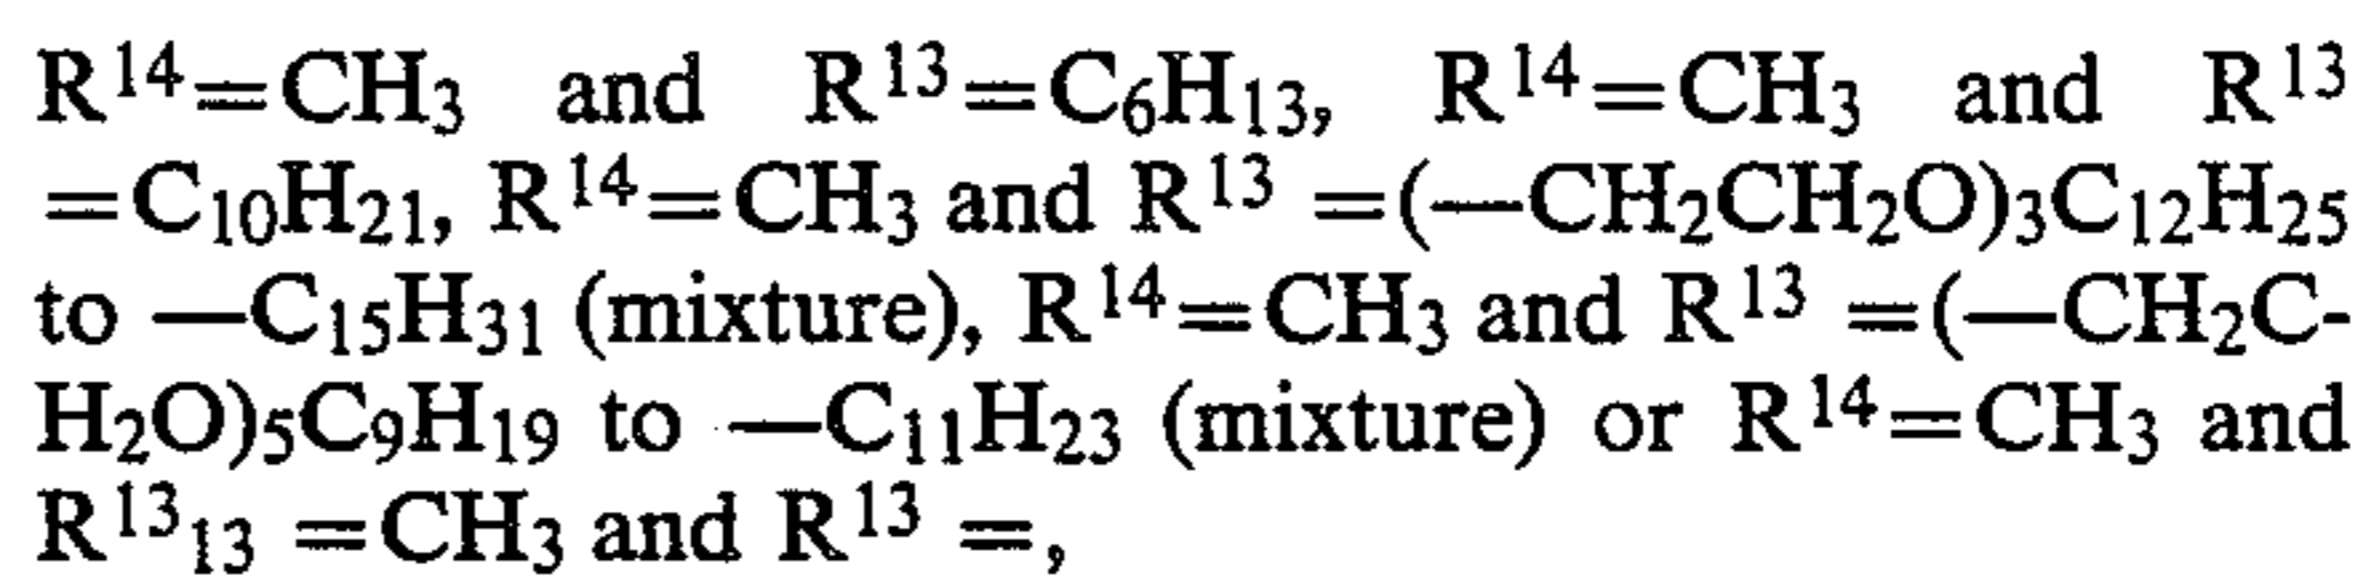 R¹⁴=CH₃ and R¹³=C₆H₁₃, R¹⁴=CH₃ and R¹³
=C₁₀H₂₁, R¹⁴=CH₃ and R¹³ =(—CH₂CH₂O)₃C₁₂H₂₅
to —C₁₅H₃₁ (mixture), R¹⁴=CH₃ and R¹³ =(—CH₂C-
H₂O)₅C₉H₁₉ to —C₁₁H₂₃ (mixture) or R¹⁴=CH₃ and
R¹³₁₃ =CH₃ and R¹³ =,